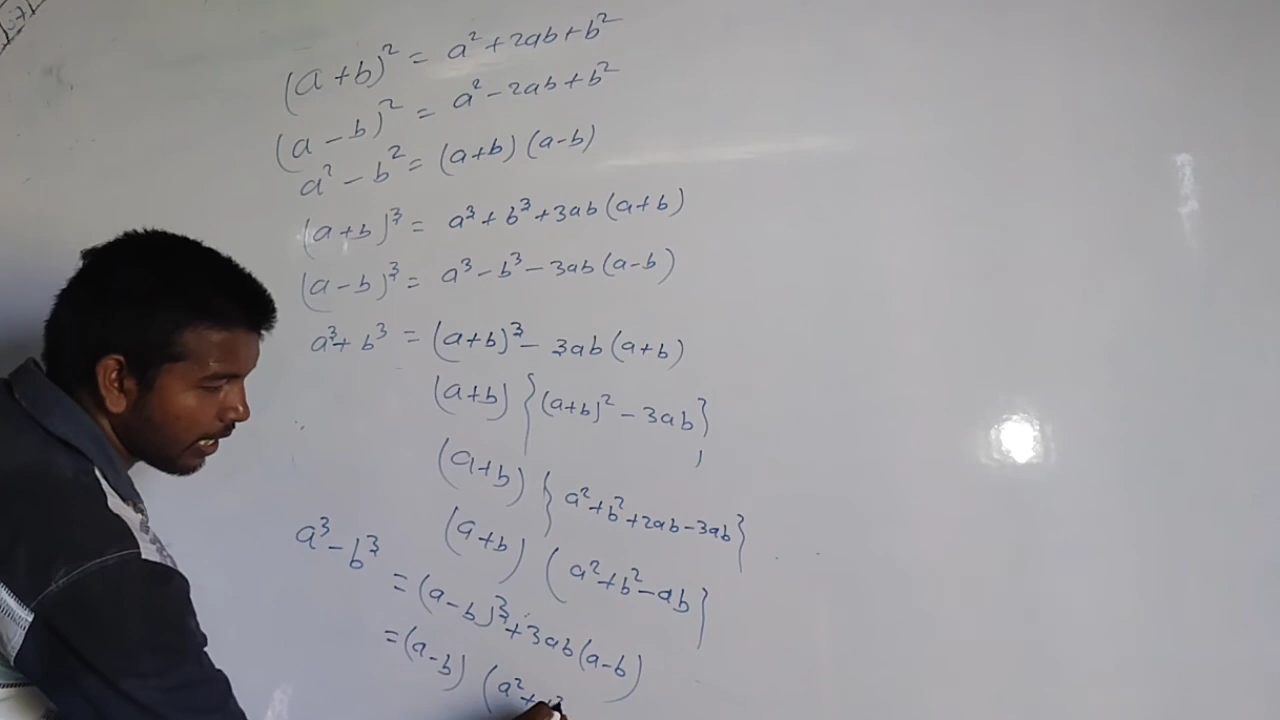 67
(a+b)² = a²+2ab+b²
(a-b)² = a²-2ab+b²
a²-b² = (a+b)(a-b)
(a+b)³ = a³+b³+3ab(a+b)
(a-b)³ = a³-b³-3ab(a-b)
a³+b³ = (a+b)³-3ab(a+b)
(a+b){(a+b)²-3ab}
(a+b){a²+b²+2ab-3ab}
(a+b)(a²+b²-ab}
a³-b³
=(a-b)³+3ab(a-b)
=(a-b)(a²+